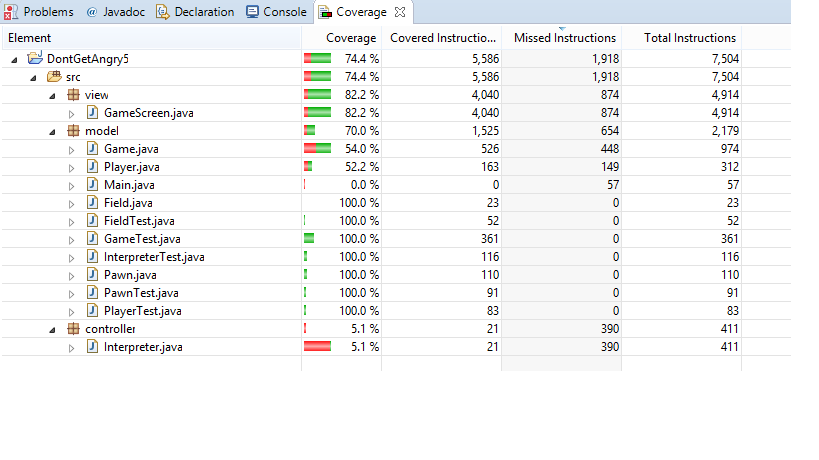 Problems @ Javadoc Declaration Console Coverage
Element Coverage Covered Instructio... Missed Instructions Total Instructions
DontGetAngry5 74.4 % 5,586 1,918 7,504
src 74.4 % 5,586 1,918 7,504
view 82.2 % 4,040 874 4,914
GameScreen.java 82.2 % 4,040 874 4,914
model 70.0 % 1,525 654 2,179
Game.java 54.0 % 526 448 974
Player.java 52.2 % 163 149 312
Main.java 0.0 % 0 57 57
Field.java 100.0 % 23 0 23
FieldTest.java 100.0 % 52 0 52
GameTest.java 100.0 % 361 0 361
InterpreterTest.java 100.0 % 116 0 116
Pawn.java 100.0 % 110 0 110
PawnTest.java 100.0 % 91 0 91
PlayerTest.java 100.0 % 83 0 83
controller 5.1 % 21 390 411
Interpreter.java 5.1 % 21 390 411